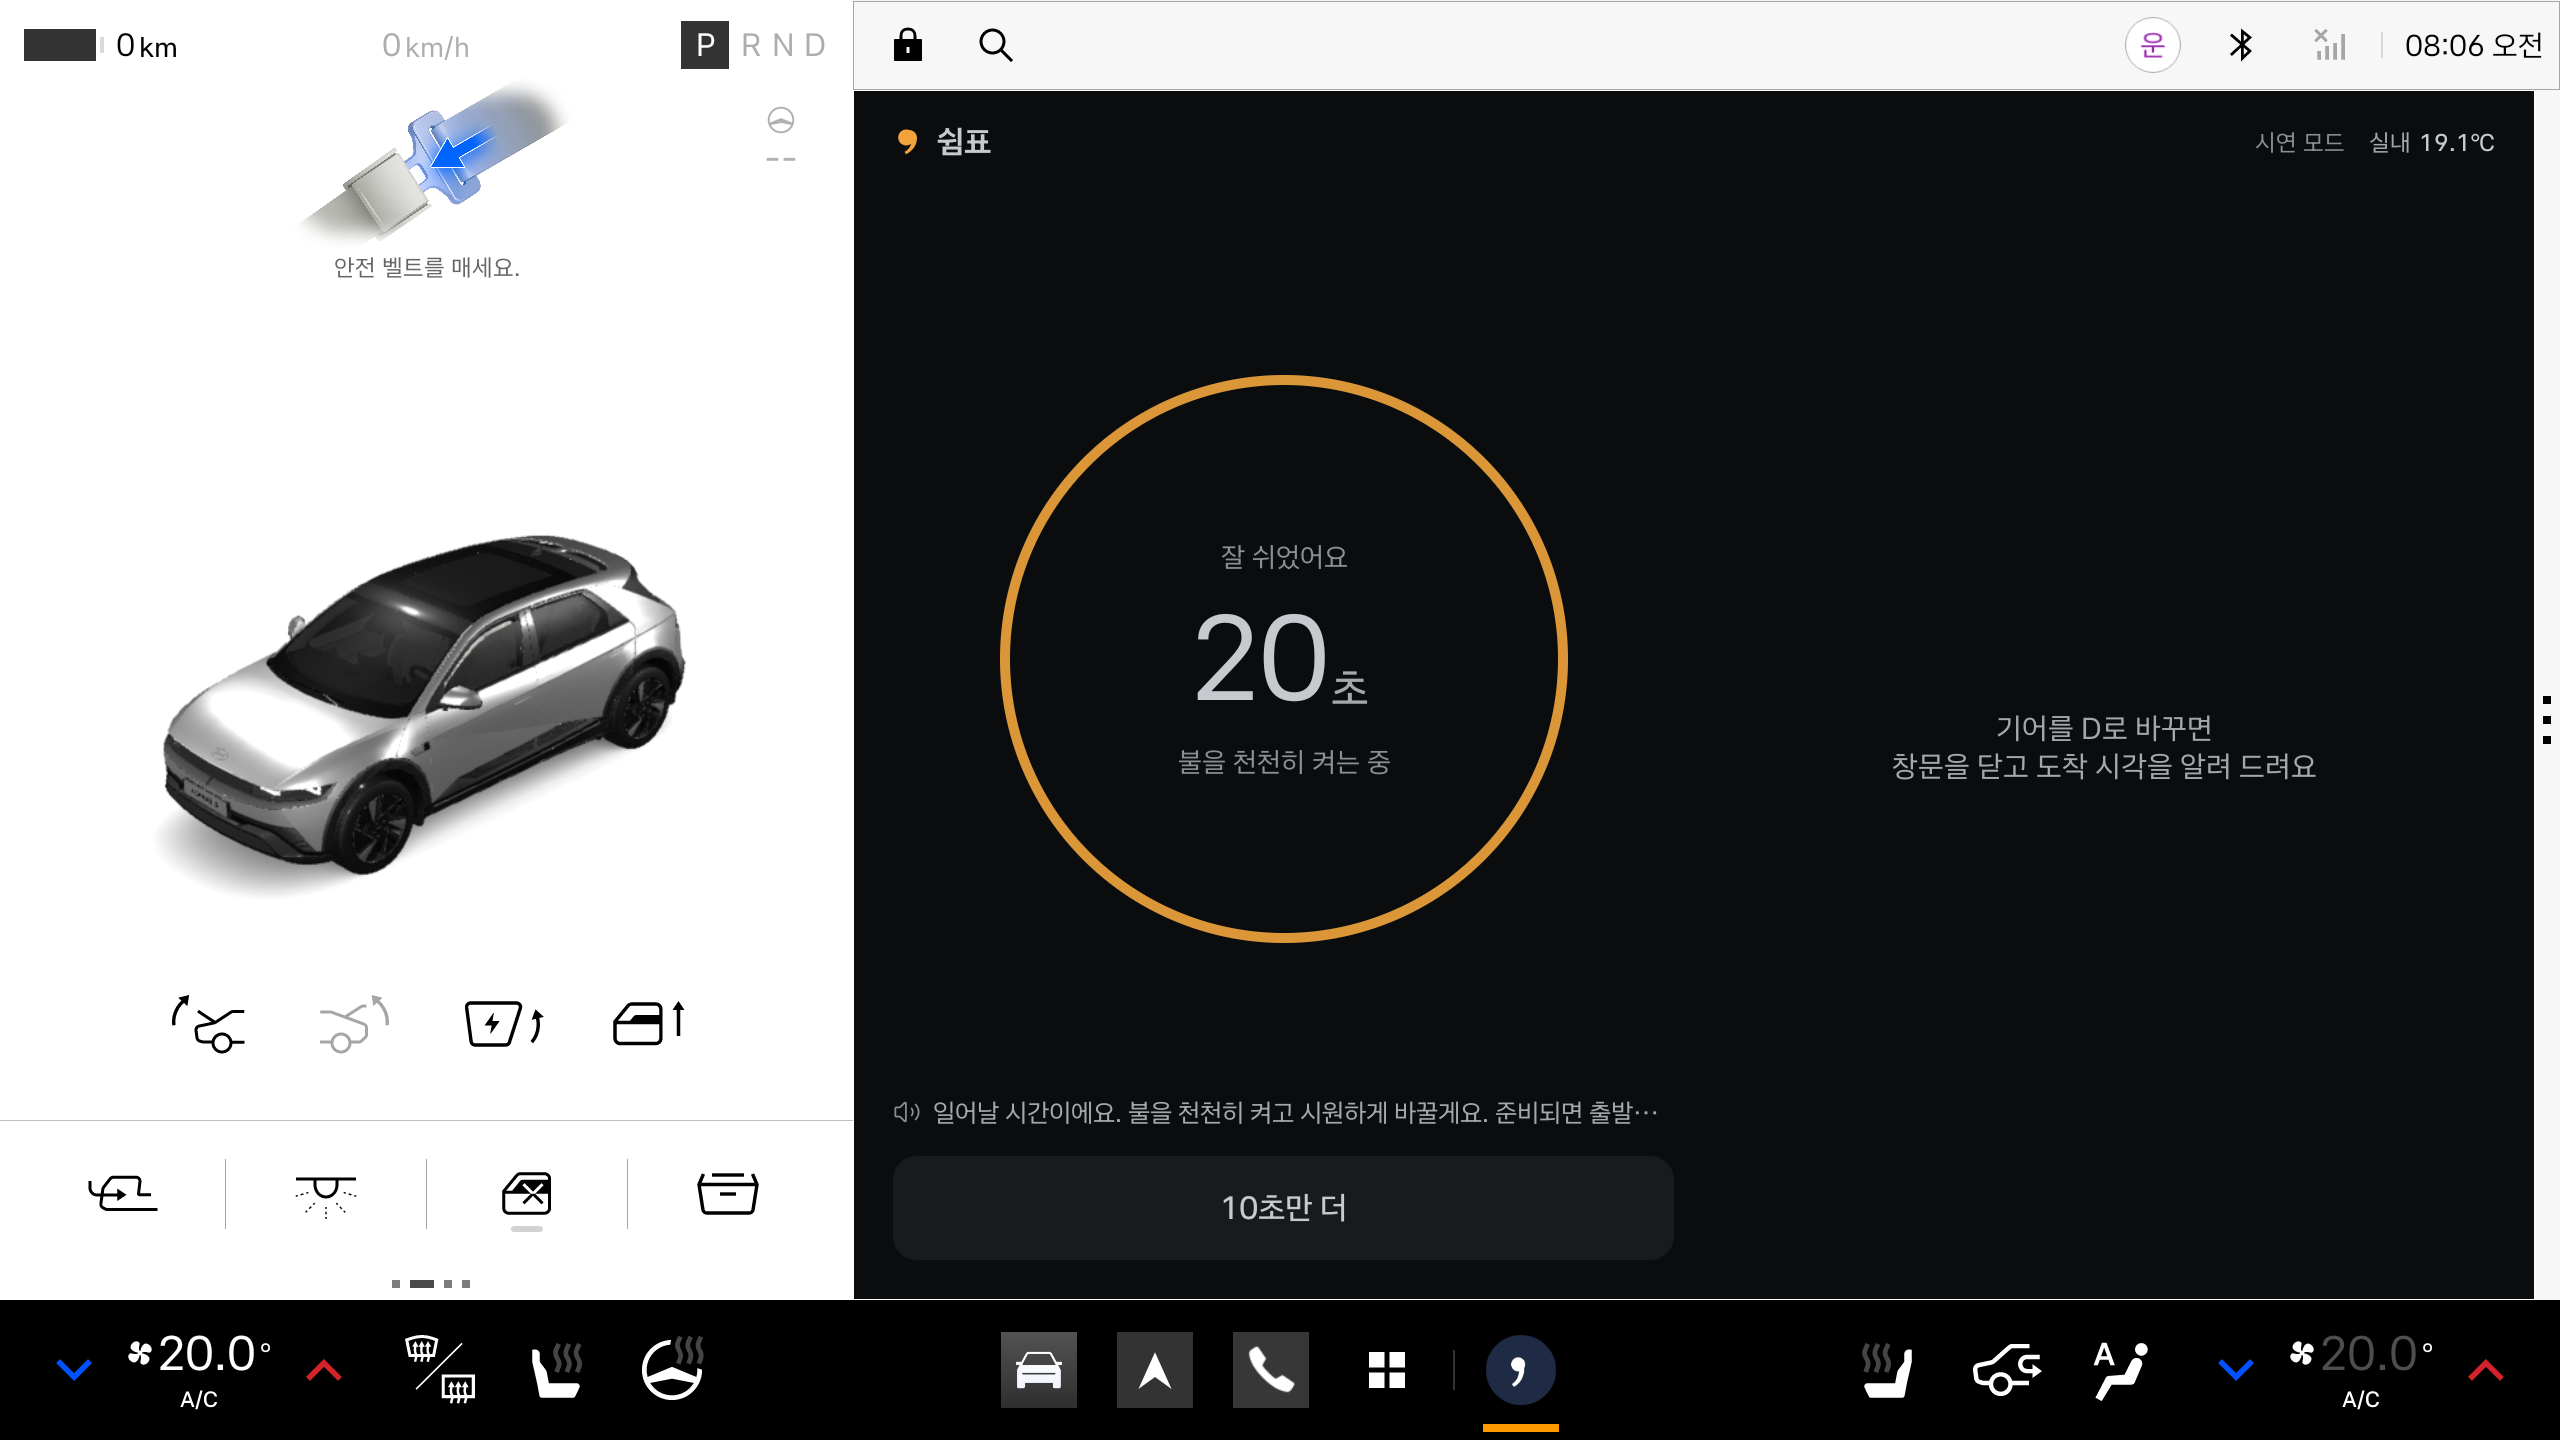 0 km
0 km/h
P R N D
운
08:06 오전
안전 벨트를 매세요.
쉼표
시연 모드 실내 19.1°C
잘 쉬었어요
20초
불을 천천히 켜는 중
기어를 D로 바꾸면
창문을 닫고 도착 시각을 알려 드려요
일어날 시간이에요. 불을 천천히 켜고 시원하게 바꿀게요. 준비되면 출발…
10초만 더
20.0°
A/C
A
20.0°
A/C